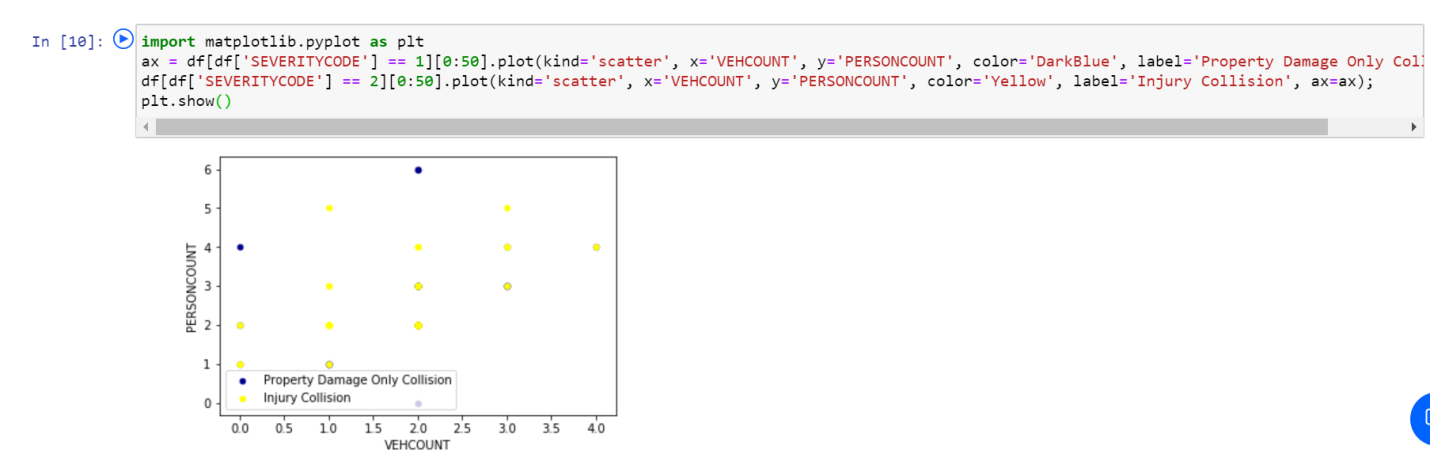 In [10]:
import matplotlib.pyplot as plt
ax = df[df['SEVERITYCODE'] == 1][0:50].plot(kind='scatter', x='VEHCOUNT', y='PERSONCOUNT', color='DarkBlue', label='Property Damage Only Col
df[df['SEVERITYCODE'] == 2][0:50].plot(kind='scatter', x='VEHCOUNT', y='PERSONCOUNT', color='Yellow', label='Injury Collision', ax=ax);
plt.show()
6
5
4
3
2
1
0
PERSONCOUNT
Property Damage Only Collision
Injury Collision
0.0 0.5 1.0 1.5 2.0 2.5 3.0 3.5 4.0
VEHCOUNT